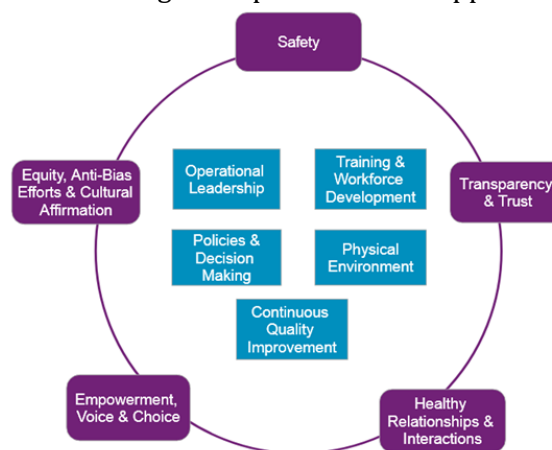 Safety
Equity, Anti-Bias
Efforts & Cultural
Affirmation
Operational
Leadership
Training &
Workforce
Development
Transparency
& Trust
Policies &
Decision
Making
Physical
Environment
Continuous
Quality
Improvement
Empowerment,
Voice & Choice
Healthy
Relationships &
Interactions